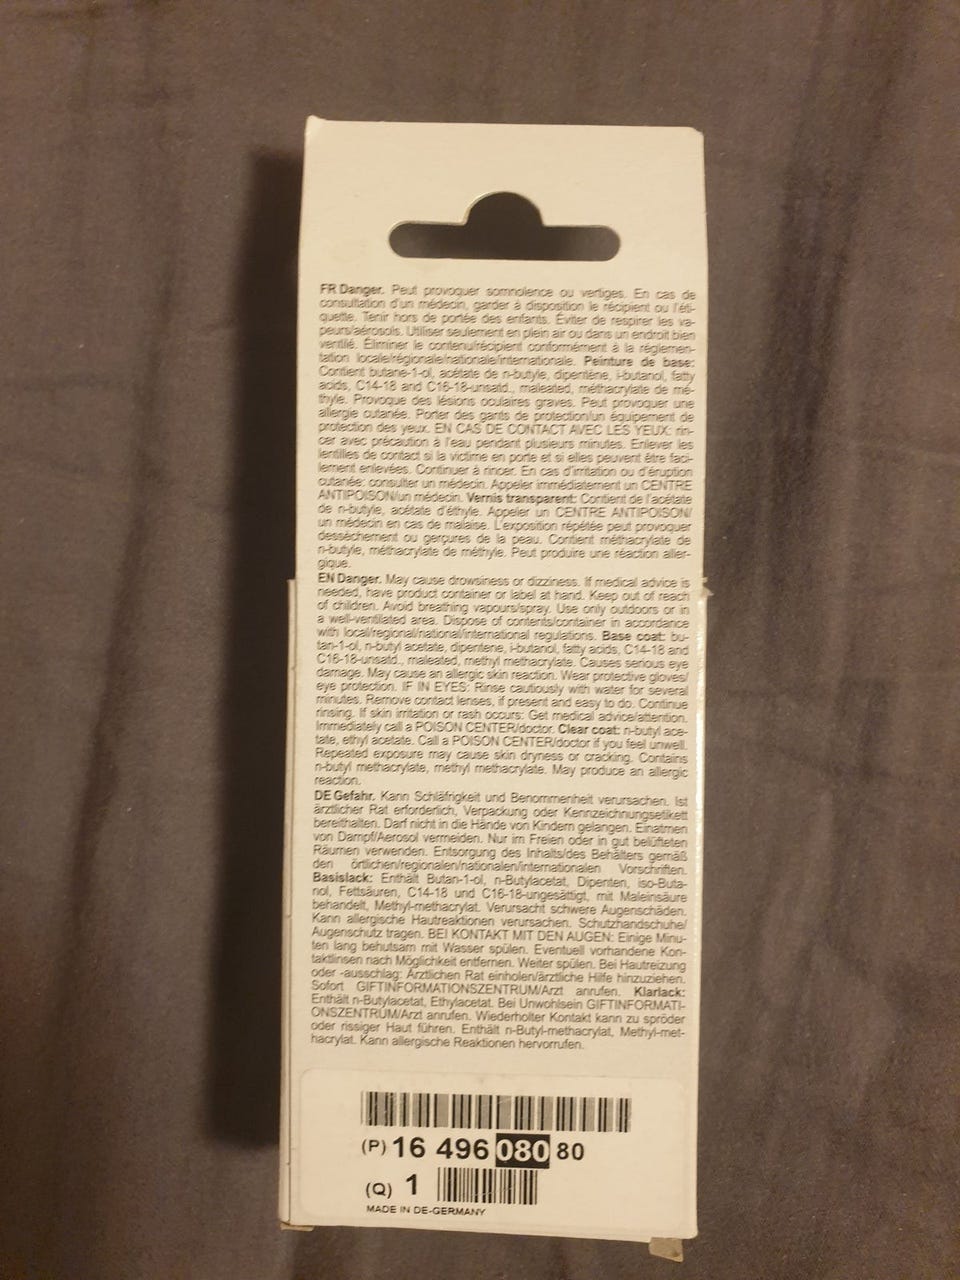 FR Danger. Peut provoquer somnolence ou vertiges. En cas de
consultation d'un médecin, garder à disposition le récipient ou l'éti-
quette. Tenir hors de portée des enfants. Éviter de respirer les va-
peurs/aérosols. Utiliser seulement en plein air ou dans un endroit bien
ventilé. Éliminer le contenu/récipient conformément à la réglemen-
tation locale/régionale/nationale/internationale. Peinture de base:
Contient butane-1-ol, acétate de n-butyle, dipentène, i-butanol, fatty
acids, C14-18 and C16-18-unsatd., maleated, méthacrylate de mé-
thyle. Provoque des lésions oculaires graves. Peut provoquer une
allergie cutanée. Porter des gants de protection/un équipement de
protection des yeux. EN CAS DE CONTACT AVEC LES YEUX: rin-
cer avec précaution à l'eau pendant plusieurs minutes. Enlever les
lentilles de contact si la victime en porte et si elles peuvent être faci-
lement enlevées. Continuer à rincer. En cas d'irritation ou d'éruption
cutanée: consulter un médecin. Appeler immédiatement un CENTRE
ANTIPOISON/un médecin. Vernis transparent: Contient de l'acétate
de n-butyle, acétate d'éthyle. Appeler un CENTRE ANTIPOISON/
un médecin en cas de malaise. L'exposition répétée peut provoquer
dessèchement ou gerçures de la peau. Contient méthacrylate de
n-butyle, méthacrylate de méthyle. Peut produire une réaction aller-
gique.
EN Danger. May cause drowsiness or dizziness. If medical advice is
needed, have product container or label at hand. Keep out of reach
of children. Avoid breathing vapours/spray. Use only outdoors or in
a well-ventilated area. Dispose of contents/container in accordance
with local/regional/national/international regulations. Base coat: bu-
tan-1-ol, n-butyl acetate, dipentene, i-butanol, fatty acids, C14-18 and
C16-18-unsatd., maleated, methyl methacrylate. Causes serious eye
damage. May cause an allergic skin reaction. Wear protective gloves/
eye protection. IF IN EYES: Rinse cautiously with water for several
minutes. Remove contact lenses, if present and easy to do. Continue
rinsing. If skin irritation or rash occurs: Get medical advice/attention.
Immediately call a POISON CENTER/doctor. Clear coat: n-butyl ace-
tate, ethyl acetate. Call a POISON CENTER/doctor if you feel unwell.
Repeated exposure may cause skin dryness or cracking. Contains
n-butyl methacrylate, methyl methacrylate. May produce an allergic
reaction.
DE Gefahr. Kann Schläfrigkeit und Benommenheit verursachen. Ist
ärztlicher Rat erforderlich, Verpackung oder Kennzeichnungsetikett
bereithalten. Darf nicht in die Hände von Kindern gelangen. Einatmen
von Dampf/Aerosol vermeiden. Nur im Freien oder in gut belüfteten
Räumen verwenden. Entsorgung des Inhalts/des Behälters gemäß
den örtlichen/regionalen/nationalen/internationalen Vorschriften.
Basislack: Enthält Butan-1-ol, n-Butylacetat, Dipenten, iso-Buta-
nol, Fettsäuren, C14-18 und C16-18-ungesättigt, mit Maleinsäure
behandelt, Methyl-methacrylat. Verursacht schwere Augenschäden.
Kann allergische Hautreaktionen verursachen. Schutzhandschuhe/
Augenschutz tragen. BEI KONTAKT MIT DEN AUGEN: Einige Minu-
ten lang behutsam mit Wasser spülen. Eventuell vorhandene Kon-
taktlinsen nach Möglichkeit entfernen. Weiter spülen. Bei Hautreizung
oder -ausschlag: Ärztlichen Rat einholen/ärztliche Hilfe hinzuziehen.
Sofort GIFTINFORMATIONSZENTRUM/Arzt anrufen. Klarlack:
Enthält n-Butylacetat, Ethylacetat. Bei Unwohlsein GIFTINFORMATI-
ONSZENTRUM/Arzt anrufen. Wiederholter Kontakt kann zu spröder
oder rissiger Haut führen. Enthält n-Butyl-methacrylat, Methyl-met-
hacrylat. Kann allergische Reaktionen hervorrufen.
(P) 16 496 080 80
(Q) 1
MADE IN DE-GERMANY